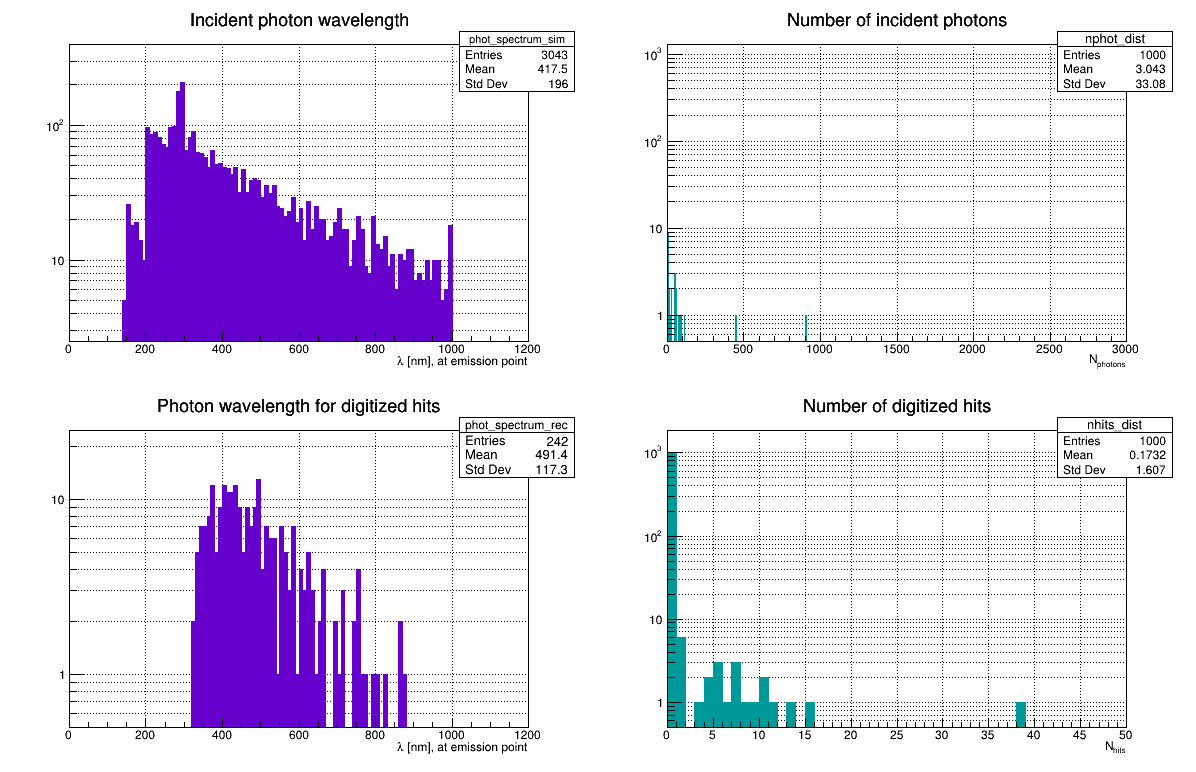 Incident photon wavelength
phot_spectrum_sim
Entries 3043
Mean 417.5
Std Dev 196
10²
10
0 200 400 600 800 1000 1200
λ [nm], at emission point
Number of incident photons
nphot_dist
Entries 1000
Mean 3.043
Std Dev 33.08
10³
10²
10
1
0 500 1000 1500 2000 2500 3000
Nphotons
Photon wavelength for digitized hits
phot_spectrum_rec
Entries 242
Mean 491.4
Std Dev 117.3
10
1
0 200 400 600 800 1000 1200
λ [nm], at emission point
Number of digitized hits
nhits_dist
Entries 1000
Mean 0.1732
Std Dev 1.607
10³
10²
10
1
0 5 10 15 20 25 30 35 40 45 50
Nhits